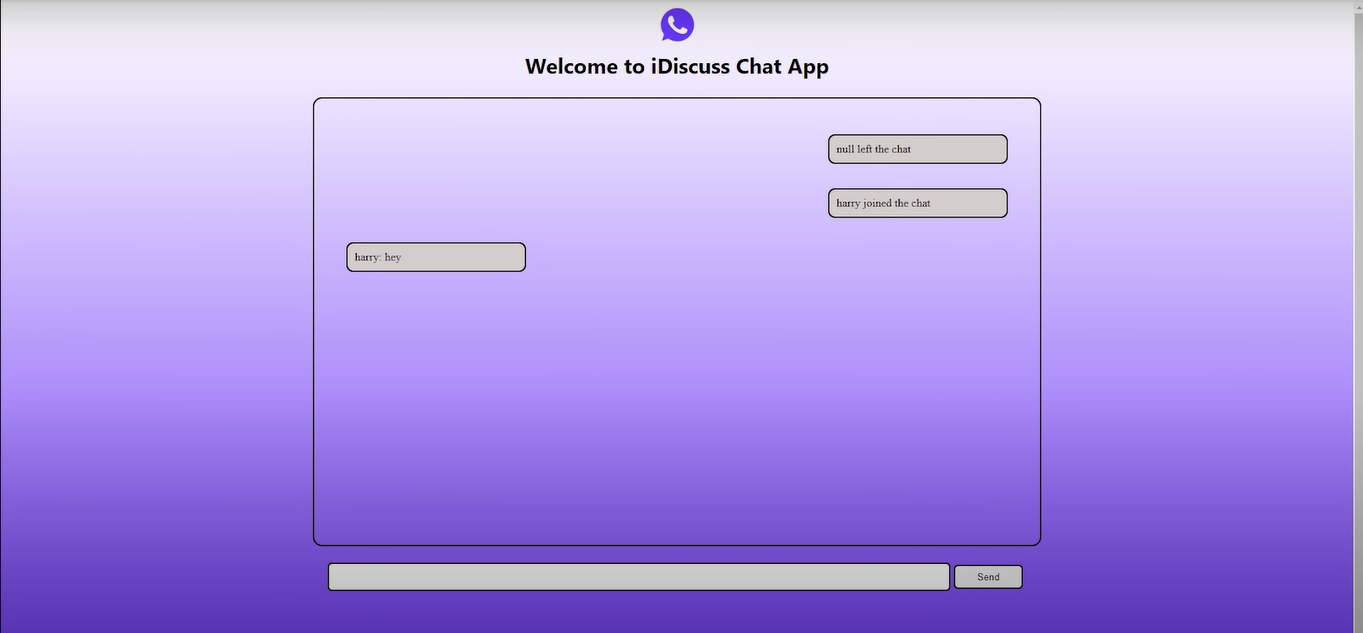 Welcome to iDiscuss Chat App
null left the chat
harry joined the chat
harry: hey
Send